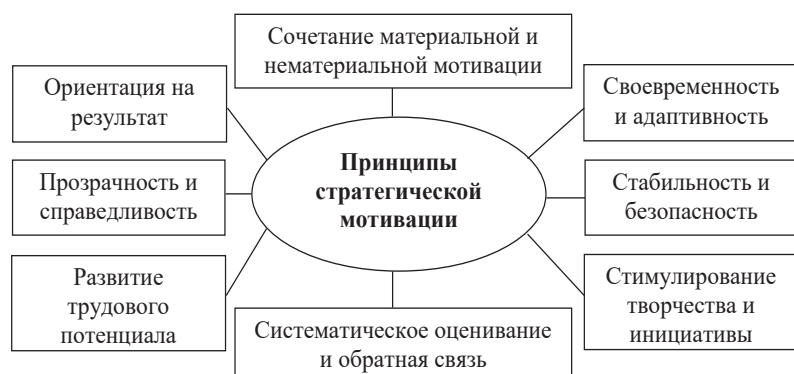 Сочетание материальной и
нематериальной мотивации
Ориентация на
результат
Своевременность
и адаптивность
Принципы
стратегической
мотивации
Прозрачность и
справедливость
Стабильность и
безопасность
Развитие
трудового
потенциала
Стимулирование
творчества и
инициативы
Систематическое оценивание
и обратная связь